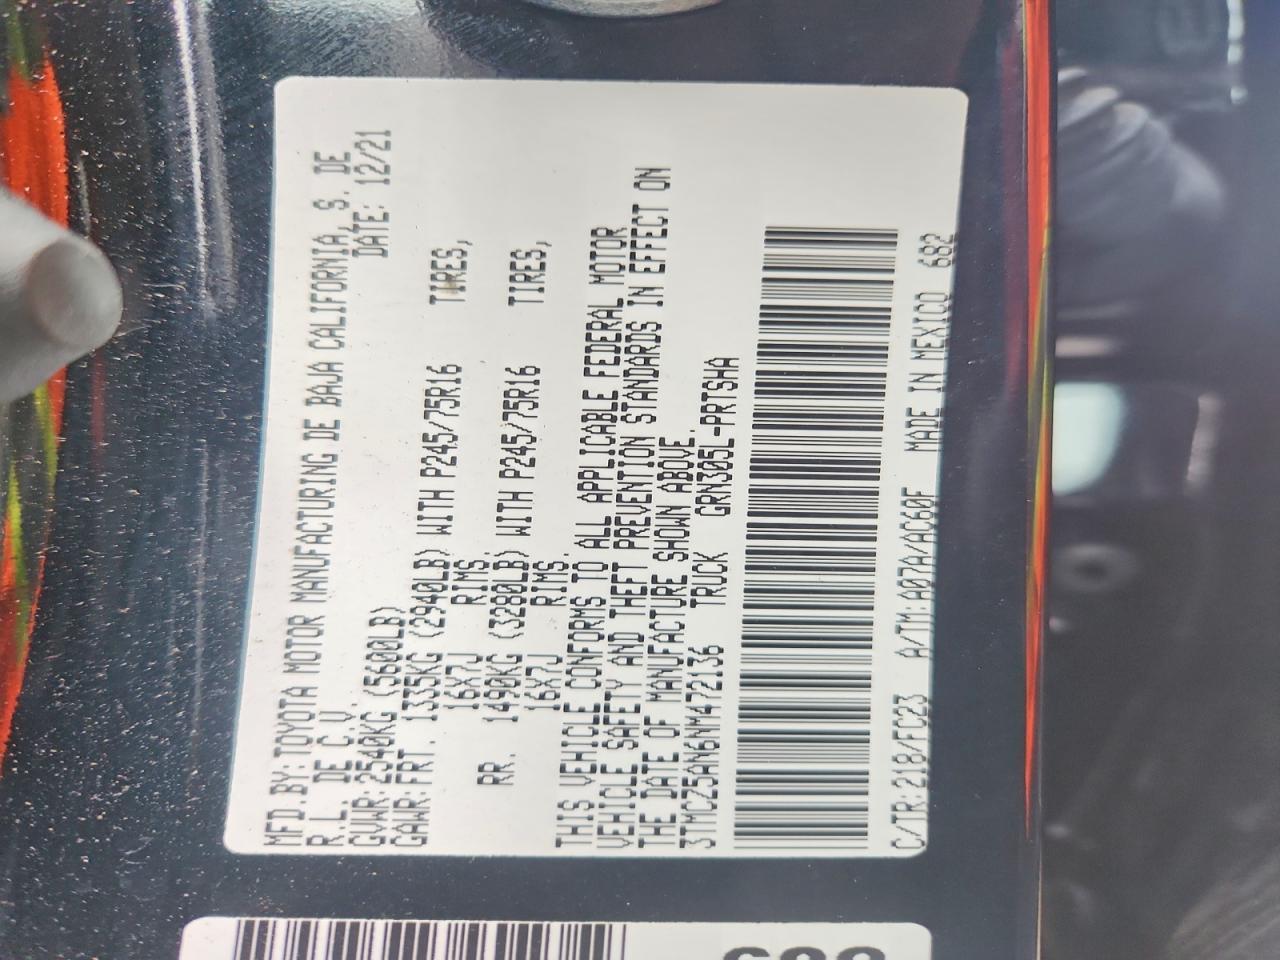 MFD.BY:TOYOTA MOTOR MANUFACTURING DE BAJA CALIFORNIA, S. DE
R.L. DE C.V. DATE: 12/21
GVWR:2540KG (5600LB)
GAWR:FRT. 1335KG (2940LB) WITH P245/75R16 TIRES,
16X7J RIMS,
RR. 1490KG (3280LB) WITH P245/75R16 TIRES,
16X7J RIMS.
THIS VEHICLE CONFORMS TO ALL APPLICABLE FEDERAL MOTOR
VEHICLE SAFETY AND THEFT PREVENTION STANDARDS IN EFFECT ON
THE DATE OF MANUFACTURE SHOWN ABOVE.
3TMCZ5AN6NM472136 TRUCK GRN305L-PRTSHA
C/TR:218/FC23 A/TM:A07A/AC60F MADE IN MEXICO 682